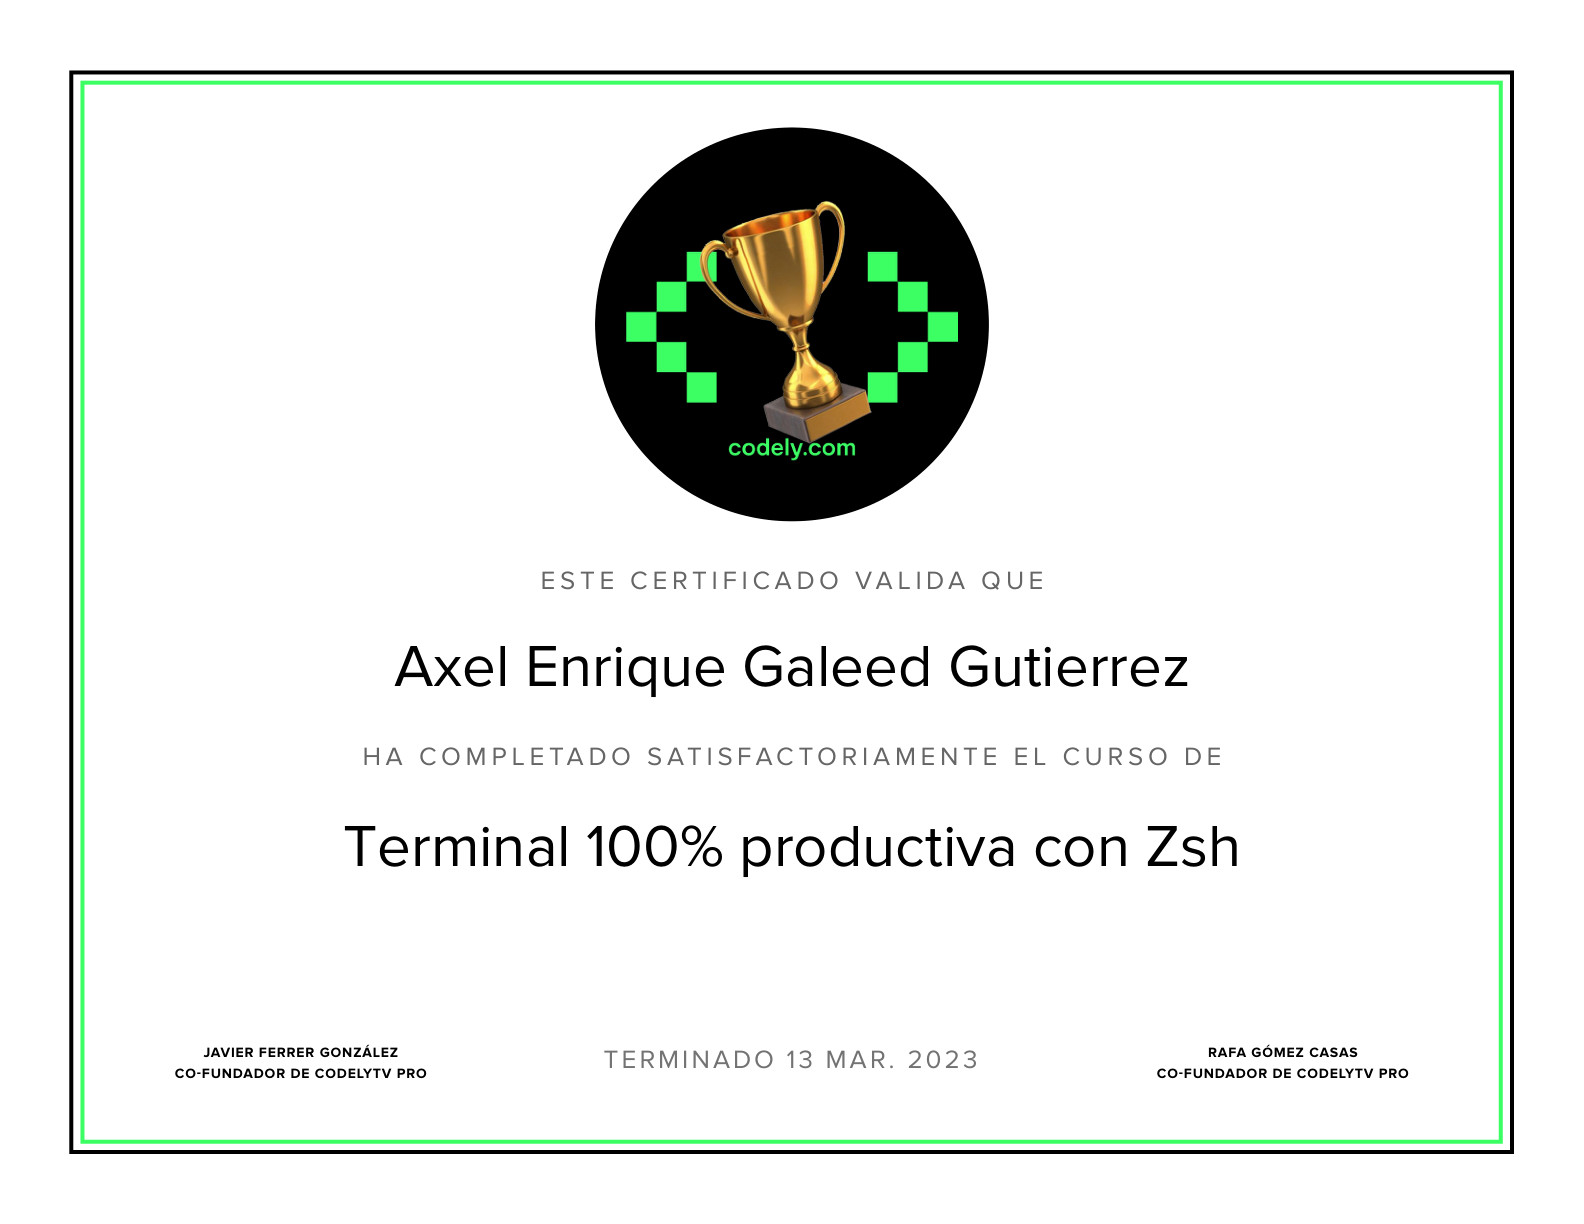 codely.com
ESTE CERTIFICADO VALIDA QUE
Axel Enrique Galeed Gutierrez
HA COMPLETADO SATISFACTORIAMENTE EL CURSO DE
Terminal 100% productiva con Zsh
JAVIER FERRER GONZÁLEZ
CO-FUNDADOR DE CODELYTV PRO
TERMINADO 13 MAR. 2023
RAFA GÓMEZ CASAS
CO-FUNDADOR DE CODELYTV PRO